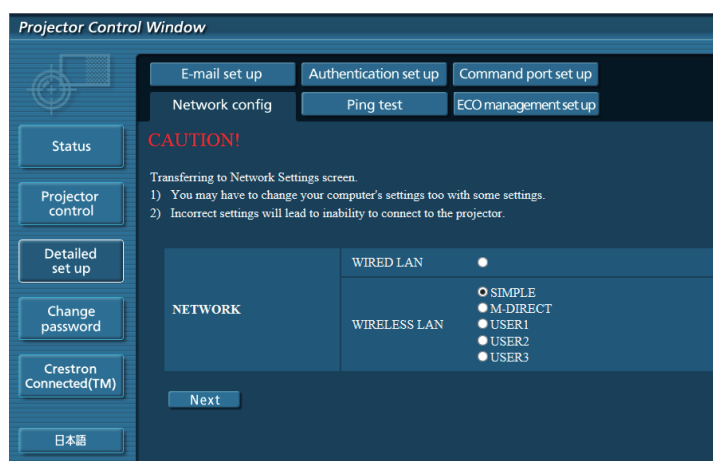 Projector Control Window
E-mail set up
Authentication set up
Command port set up
Network config
Ping test
ECO management set up
Status
Projector
control
Detailed
set up
Change
password
Crestron
Connected(TM)
日本語
CAUTION!
Transferring to Network Settings screen.
1) You may have to change your computer's settings too with some settings.
2) Incorrect settings will lead to inability to connect to the projector.
NETWORK
WIRED LAN
WIRELESS LAN
SIMPLE
M-DIRECT
USER1
USER2
USER3
Next